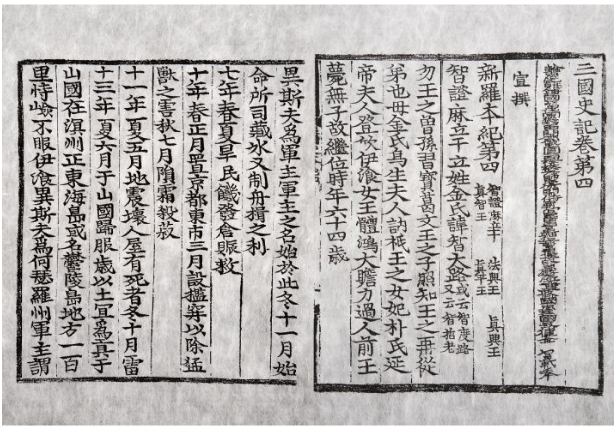 三國史記卷第四
宣撰
新羅本紀第四 智證麻立干 法興王 眞興王 眞智王 眞平王
智證麻立干立姓金氏諱智大路或云智度路又云智哲老
勿王之曾孫習寶葛文王之子照知王之再從
弟也母金氏鳥生夫人訥祇王之女妃朴氏延
帝夫人登欣伊飡女王體鴻大膽力過人前王
薨無子故繼位時年六十四歲
異斯夫爲軍主軍主之名始於此冬十一月始
命所司藏氷又制舟楫之利
七年春夏旱民饑發倉賑救
十年春正月置京都東市三月設檻穽以除猛
獸之害秋七月隕霜殺菽
十一年夏五月地震壞人屋有死者冬十月雷
十三年夏六月于山國歸服歲以土宜爲貢于
山國在溟州正東海島或名鬱陵島地方一百
里恃嶮不服伊飡異斯夫爲何瑟羅州軍主謂